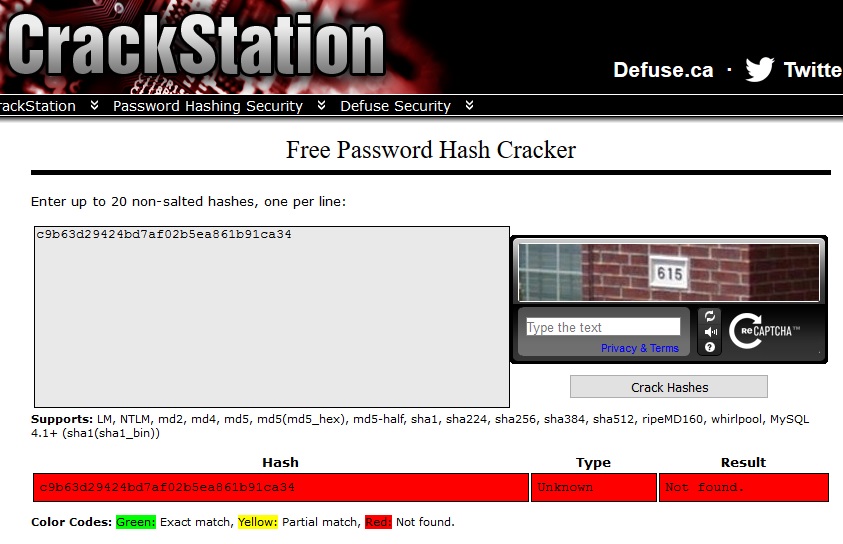 CrackStation
Defuse.ca · Twitte
rackStation Password Hashing Security Defuse Security
Free Password Hash Cracker
Enter up to 20 non-salted hashes, one per line:
c9b63d29424bd7af02b5ea861b91ca34
615
Type the text
Privacy & Terms
reCAPTCHA™
Crack Hashes
Supports: LM, NTLM, md2, md4, md5, md5(md5_hex), md5-half, sha1, sha224, sha256, sha384, sha512, ripeMD160, whirlpool, MySQL
4.1+ (sha1(sha1_bin))
Hash Type Result
c9b63d29424bd7af02b5ea861b91ca34 Unknown Not found.
Color Codes: Green: Exact match, Yellow: Partial match, Red: Not found.